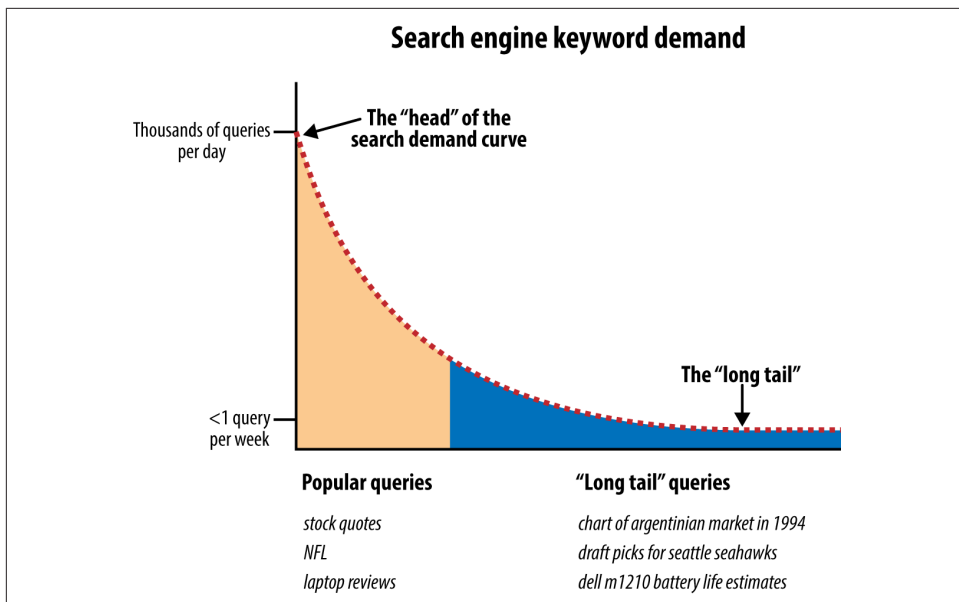 Search engine keyword demand
Thousands of queries
per day
The “head” of the
search demand curve
The “long tail”
<1 query
per week
Popular queries
stock quotes
NFL
laptop reviews
“Long tail” queries
chart of argentinian market in 1994
draft picks for seattle seahawks
dell m1210 battery life estimates